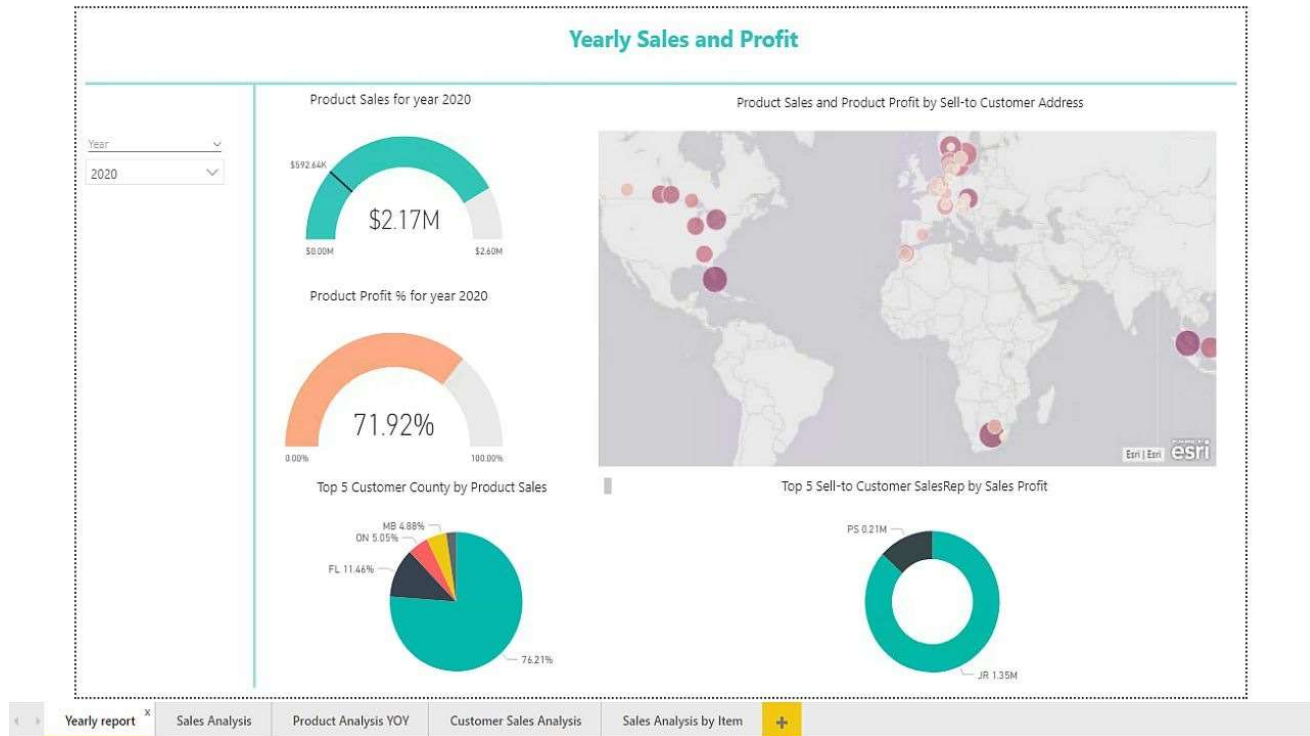 Yearly Sales and Profit
Year
2020
Product Sales for year 2020
$592.64K
$2.17M
$0.00M
$2.60M
Product Profit % for year 2020
71.92%
0.00%
100.00%
Product Sales and Product Profit by Sell-to Customer Address
Esri | Esri
esri
Top 5 Customer County by Product Sales
MB 4.88%
ON 5.05%
FL 11.46%
76.21%
Top 5 Sell-to Customer SalesRep by Sales Profit
PS 0.21M
JR 1.35M
Yearly report x
Sales Analysis
Product Analysis YOY
Customer Sales Analysis
Sales Analysis by Item
+